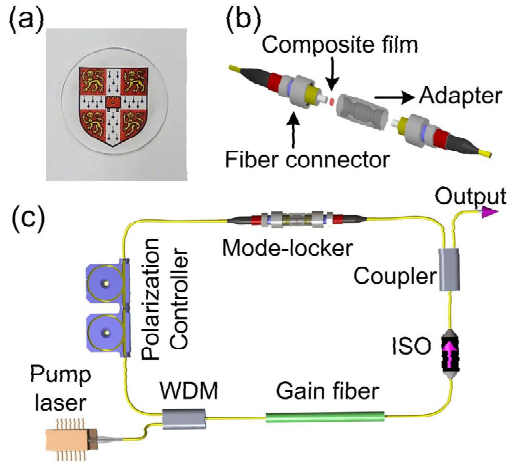 (a)
(b)
Composite film
Adapter
Fiber connector
(c)
Output
Mode-locker
Coupler
Polarization
Controller
ISO
Pump
laser
WDM
Gain fiber